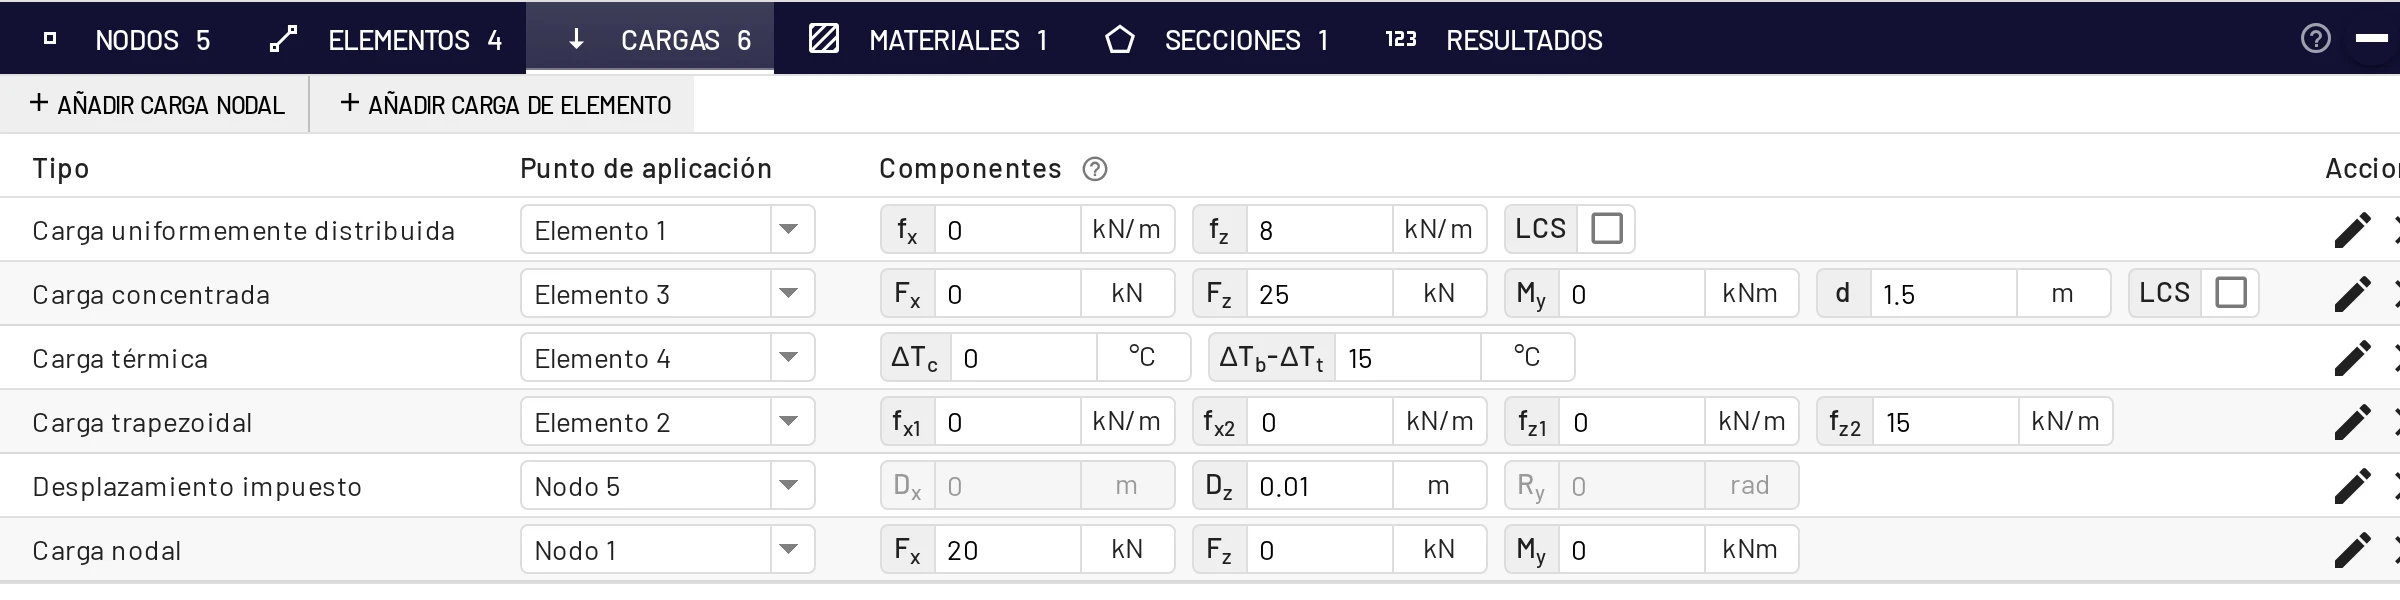 NODOS 5 ELEMENTOS 4 CARGAS 6 MATERIALES 1 SECCIONES 1 123 RESULTADOS ?
+ AÑADIR CARGA NODAL + AÑADIR CARGA DE ELEMENTO
Tipo Punto de aplicación Componentes ? Accio
Carga uniformemente distribuida Elemento 1 fx 0 kN/m fz 8 kN/m LCS
Carga concentrada Elemento 3 Fx 0 kN Fz 25 kN My 0 kNm d 1.5 m LCS
Carga térmica Elemento 4 ΔTc 0 °C ΔTb-ΔTt 15 °C
Carga trapezoidal Elemento 2 fx1 0 kN/m fx2 0 kN/m fz1 0 kN/m fz2 15 kN/m
Desplazamiento impuesto Nodo 5 Dx 0 m Dz 0.01 m Ry 0 rad
Carga nodal Nodo 1 Fx 20 kN Fz 0 kN My 0 kNm